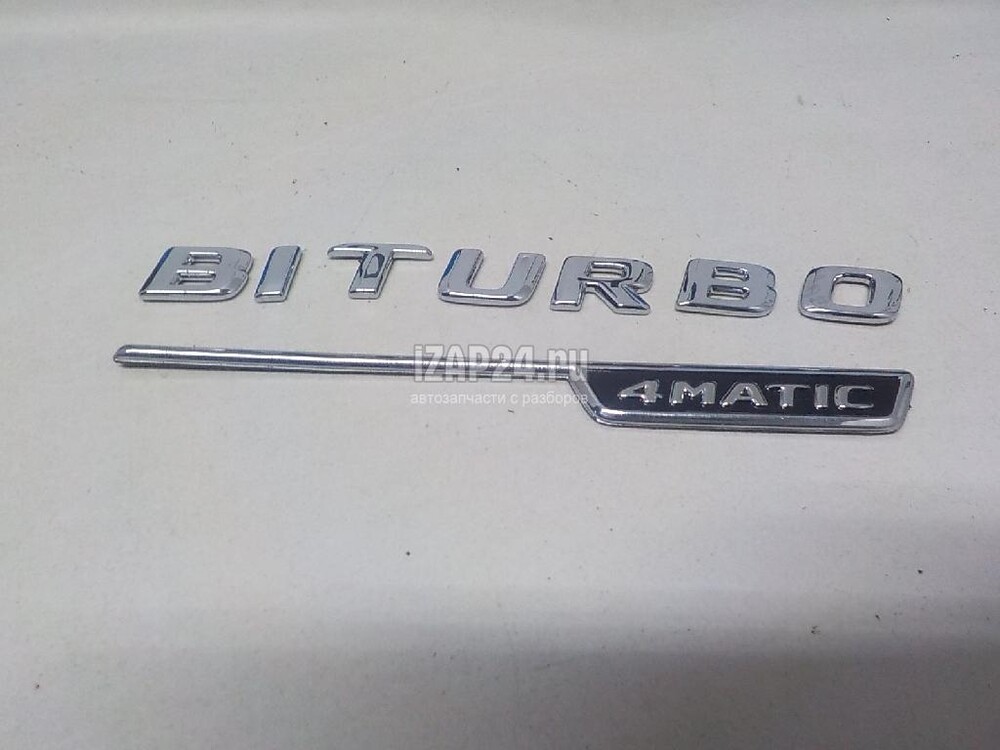 BITURBO
iZAP24.ru
автозапчасти с разборов
4MATIC